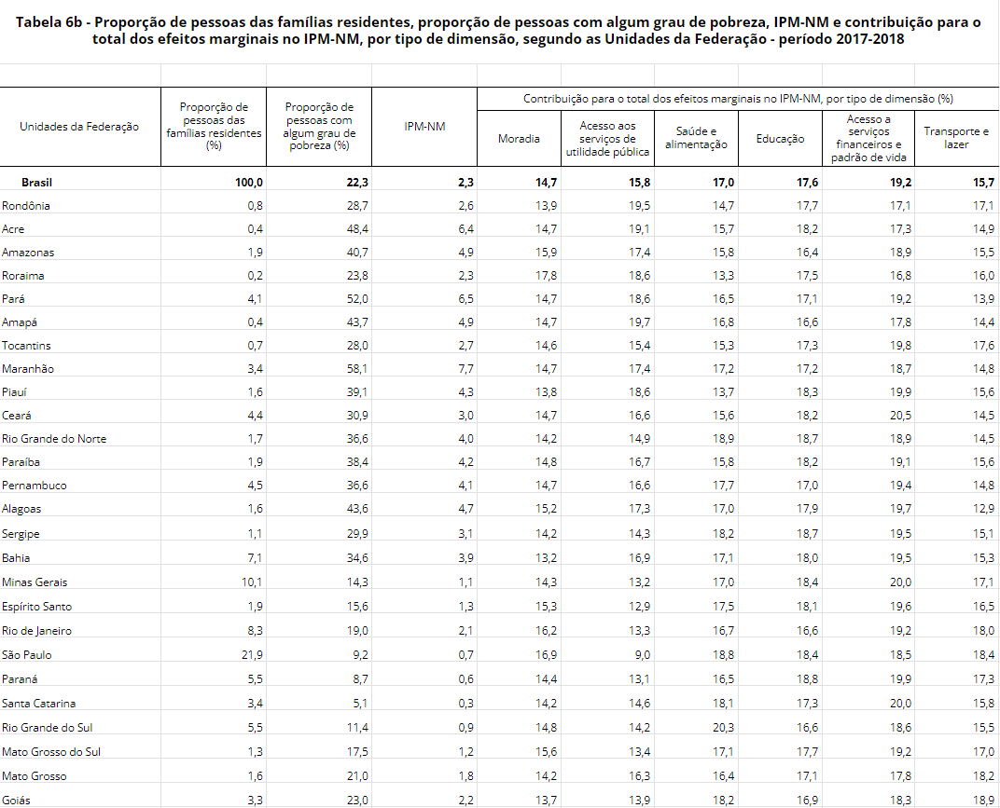 Tabela 6b - Proporção de pessoas das famílias residentes, proporção de pessoas com algum grau de pobreza, IPM-NM e contribuição para o
total dos efeitos marginais no IPM-NM, por tipo de dimensão, segundo as Unidades da Federação - período 2017-2018
Unidades da Federação
Proporção de
pessoas das
famílias residentes
(%)
Proporção de
pessoas com
algum grau de
pobreza (%)
IPM-NM
Contribuição para o total dos efeitos marginais no IPM-NM, por tipo de dimensão (%)
Moradia
Acesso aos
serviços de
utilidade pública
Saúde e
alimentação
Educação
Acesso a
serviços
financeiros e
padrão de vida
Transporte e
lazer
Brasil 100,0 22,3 2,3 14,7 15,8 17,0 17,6 19,2 15,7
Rondônia 0,8 28,7 2,6 13,9 19,5 14,7 17,7 17,1 17,1
Acre 0,4 48,4 6,4 14,7 19,1 15,7 18,2 17,3 14,9
Amazonas 1,9 40,7 4,9 15,9 17,4 15,8 16,4 18,9 15,5
Roraima 0,2 23,8 2,3 17,8 18,6 13,3 17,5 16,8 16,0
Pará 4,1 52,0 6,5 14,7 18,6 16,5 17,1 19,2 13,9
Amapá 0,4 43,7 4,9 14,7 19,7 16,8 16,6 17,8 14,4
Tocantins 0,7 28,0 2,7 14,6 15,4 15,3 17,3 19,8 17,6
Maranhão 3,4 58,1 7,7 14,7 17,4 17,2 17,2 18,7 14,8
Piauí 1,6 39,1 4,3 13,8 18,6 13,7 18,3 19,9 15,6
Ceará 4,4 30,9 3,0 14,7 16,6 15,6 18,2 20,5 14,5
Rio Grande do Norte 1,7 36,6 4,0 14,2 14,9 18,9 18,7 18,9 14,5
Paraíba 1,9 38,4 4,2 14,8 16,7 15,8 18,2 19,1 15,6
Pernambuco 4,5 36,6 4,1 14,7 16,6 17,7 17,0 19,4 14,8
Alagoas 1,6 43,6 4,7 15,2 17,3 17,0 17,9 19,7 12,9
Sergipe 1,1 29,9 3,1 14,2 14,3 18,2 18,7 19,5 15,1
Bahia 7,1 34,6 3,9 13,2 16,9 17,1 18,0 19,5 15,3
Minas Gerais 10,1 14,3 1,1 14,3 13,2 17,0 18,4 20,0 17,1
Espírito Santo 1,9 15,6 1,3 15,3 12,9 17,5 18,1 19,6 16,5
Rio de Janeiro 8,3 19,0 2,1 16,2 13,3 16,7 16,6 19,2 18,0
São Paulo 21,9 9,2 0,7 16,9 9,0 18,8 18,4 18,5 18,4
Paraná 5,5 8,7 0,6 14,4 13,1 16,5 18,8 19,9 17,3
Santa Catarina 3,4 5,1 0,3 14,2 14,6 18,1 17,3 20,0 15,8
Rio Grande do Sul 5,5 11,4 0,9 14,8 14,2 20,3 16,6 18,6 15,5
Mato Grosso do Sul 1,3 17,5 1,2 15,6 13,4 17,1 17,7 19,2 17,0
Mato Grosso 1,6 21,0 1,8 14,2 16,3 16,4 17,1 17,8 18,2
Goiás 3,3 23,0 2,2 13,7 13,9 18,2 16,9 18,3 18,9